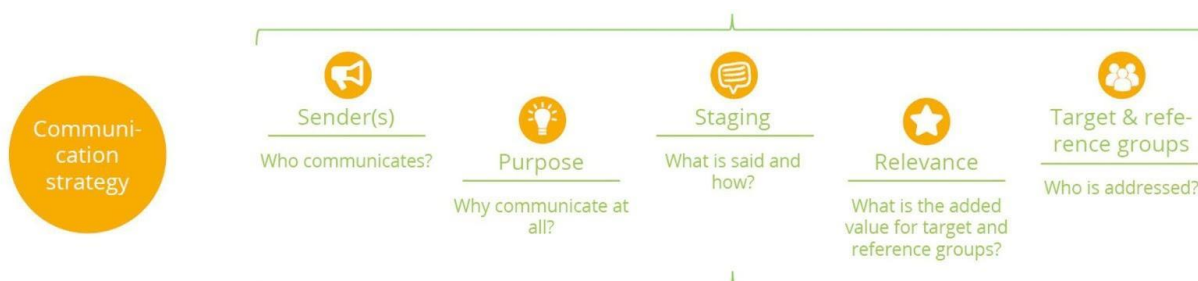 Communi-
cation
strategy
Sender(s)
Who communicates?
Purpose
Why communicate at
all?
Staging
What is said and
how?
Relevance
What is the added
value for target and
reference groups?
Target & refe-
rence groups
Who is addressed?